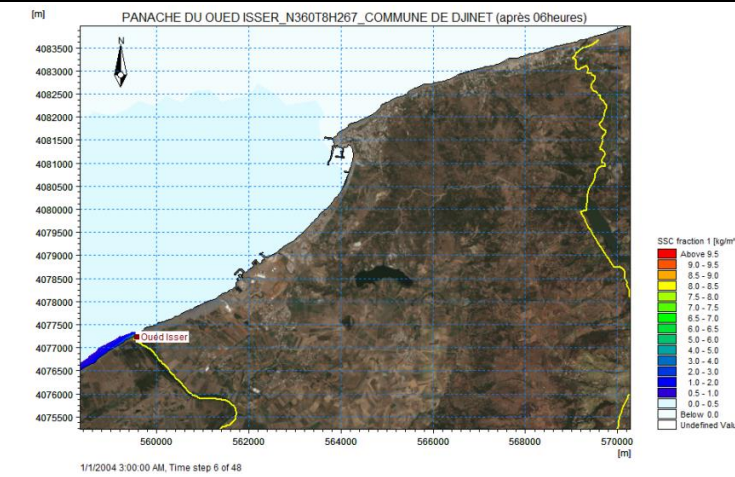 [m]
PANACHE DU OUED ISSER_N360T8H267_COMMUNE DE DJINET (après 06heures)
N
4083500
4083000
4082500
4082000
4081500
4081000
4080500
4080000
4079500
4079000
4078500
4078000
4077500
4077000
4076500
4076000
4075500
Ouèd Isser
560000
562000
564000
566000
568000
570000
[m]
1/1/2004 3:00:00 AM, Time step 6 of 48
SSC fraction 1 [kg/m³
Above 9.5
9.0 - 9.5
8.5 - 9.0
8.0 - 8.5
7.5 - 8.0
7.0 - 7.5
6.5 - 7.0
6.0 - 6.5
5.0 - 6.0
4.0 - 5.0
3.0 - 4.0
2.0 - 3.0
1.0 - 2.0
0.5 - 1.0
0.0 - 0.5
Below 0.0
Undefined Valu